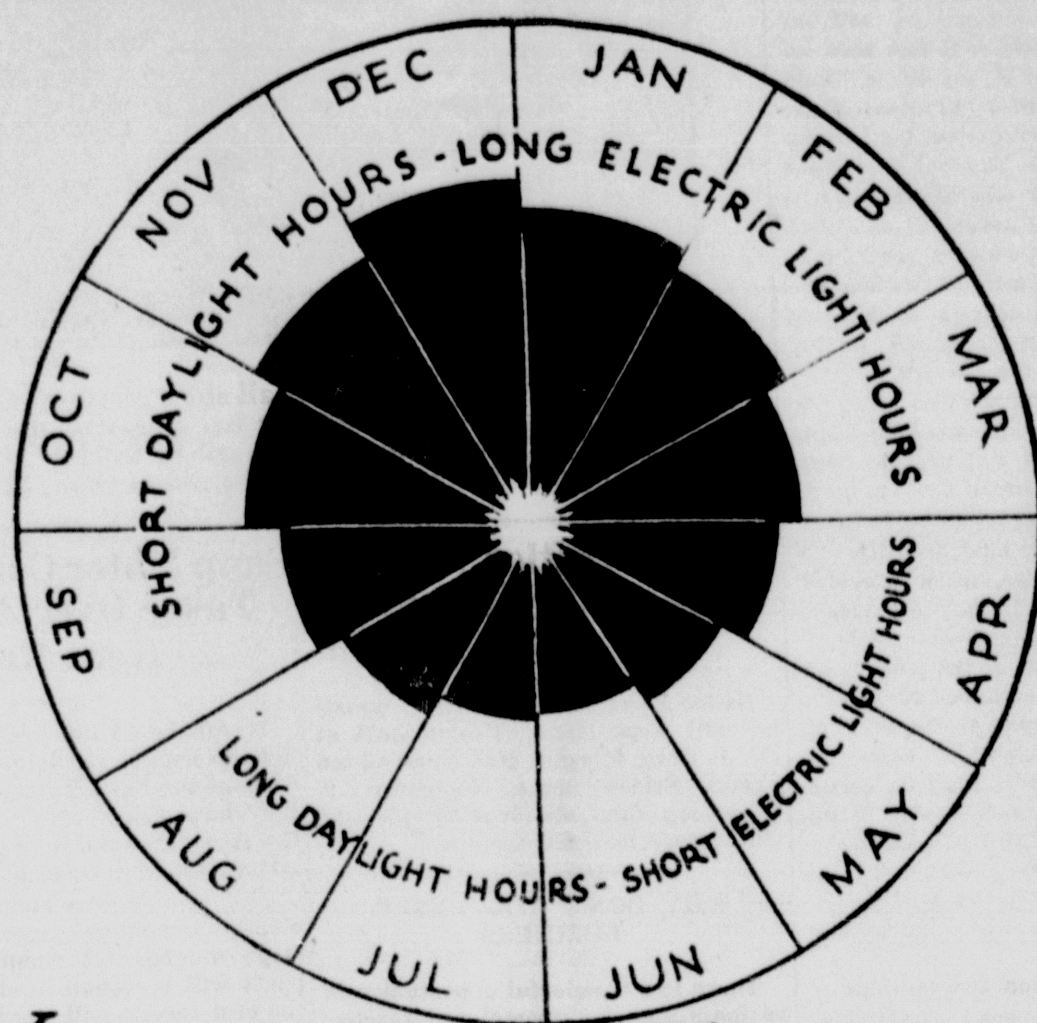 JAN
FEB
MAR
APR
MAY
JUN
JUL
AUG
SEP
OCT
NOV
DEC
SHORT DAYLIGHT HOURS - LONG ELECTRIC LIGHT HOURS
LONG DAYLIGHT HOURS - SHORT ELECTRIC LIGHT HOURS